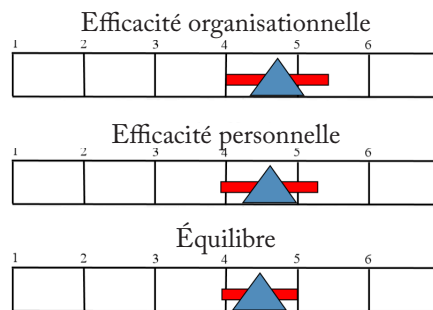 Efficacité organisationnelle
1 2 3 4 5 6
Efficacité personnelle
1 2 3 4 5 6
Équilibre
1 2 3 4 5 6